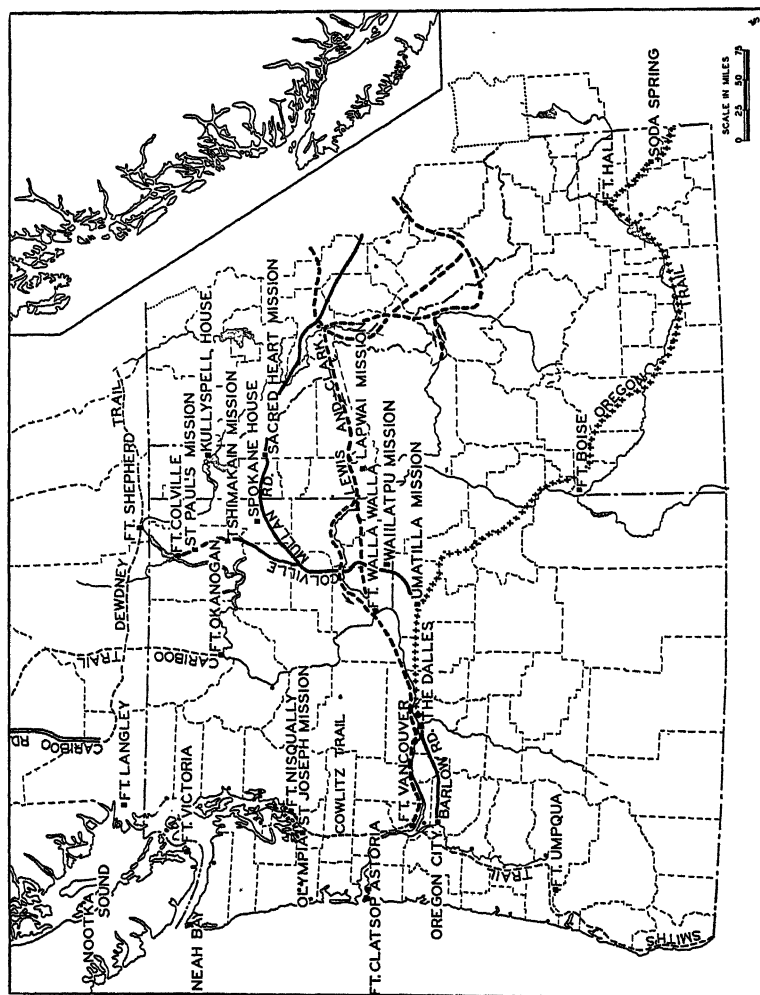 NOOTKA
SOUND
NEAH BAY
FT. CLATSOP
ASTORIA
OREGON CITY
SMITHS
TRAIL
FT. UMPQUA
FT. VICTORIA
FT. LANGLEY
CARIBOO
RD.
OLYMPIA
FT. NISQUALLY
ST JOSEPH MISSION
COWLITZ TRAIL
FT. VANCOUVER
BARLOW RD.
THE DALLES
DEWDNEY TRAIL
CARIBOO
TRAIL
FT. OKANOGAN
FT. SHEPHERD
FT. COLVILLE
ST PAUL'S MISSION
KULLYSPELL HOUSE
TSHIMAKAIN MISSION
SPOKANE HOUSE
MULLAN RD.
SACRED HEART MISSION
COLVILLE
LEWIS AND CLARK
LAPWAI MISSION
FT. WALLA WALLA
WAIILATPU MISSION
UMATILLA MISSION
FT. BOISE
OREGON TRAIL
FT. HALL
SODA SPRING
SCALE IN MILES
0 25 50 75